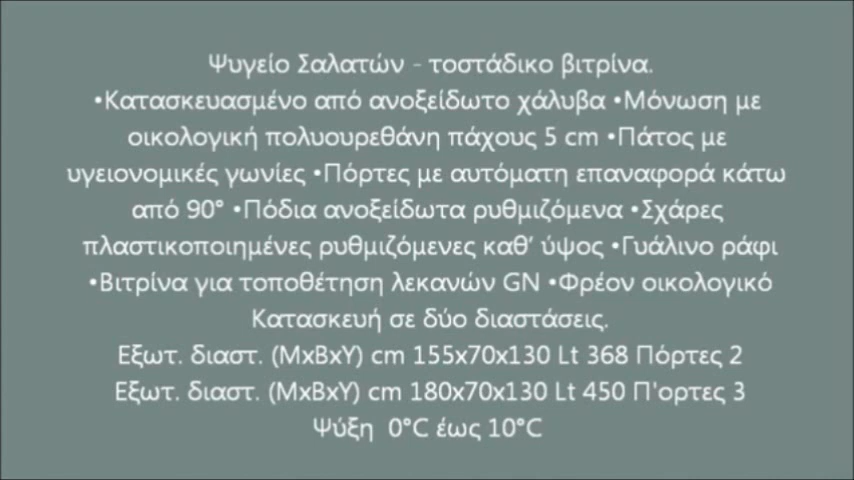 Ψυγείο Σαλατών - τοστάδικο βιτρίνα.
•Κατασκευασμένο από ανοξείδωτο χάλυβα •Μόνωση με
οικολογική πολυουρεθάνη πάχους 5 cm •Πάτος με
υγειονομικές γωνίες •Πόρτες με αυτόματη επαναφορά κάτω
από 90° •Πόδια ανοξείδωτα ρυθμιζόμενα •Σχάρες
πλαστικοποιημένες ρυθμιζόμενες καθ’ ύψος •Γυάλινο ράφι
•Βιτρίνα για τοποθέτηση λεκανών GN •Φρέον οικολογικό
Κατασκευή σε δύο διαστάσεις.
Εξωτ. διαστ. (ΜxΒxΥ) cm 155x70x130 Lt 368 Πόρτες 2
Εξωτ. διαστ. (ΜxΒxΥ) cm 180x70x130 Lt 450 Π'ορτες 3
Ψύξη 0°C έως 10°C